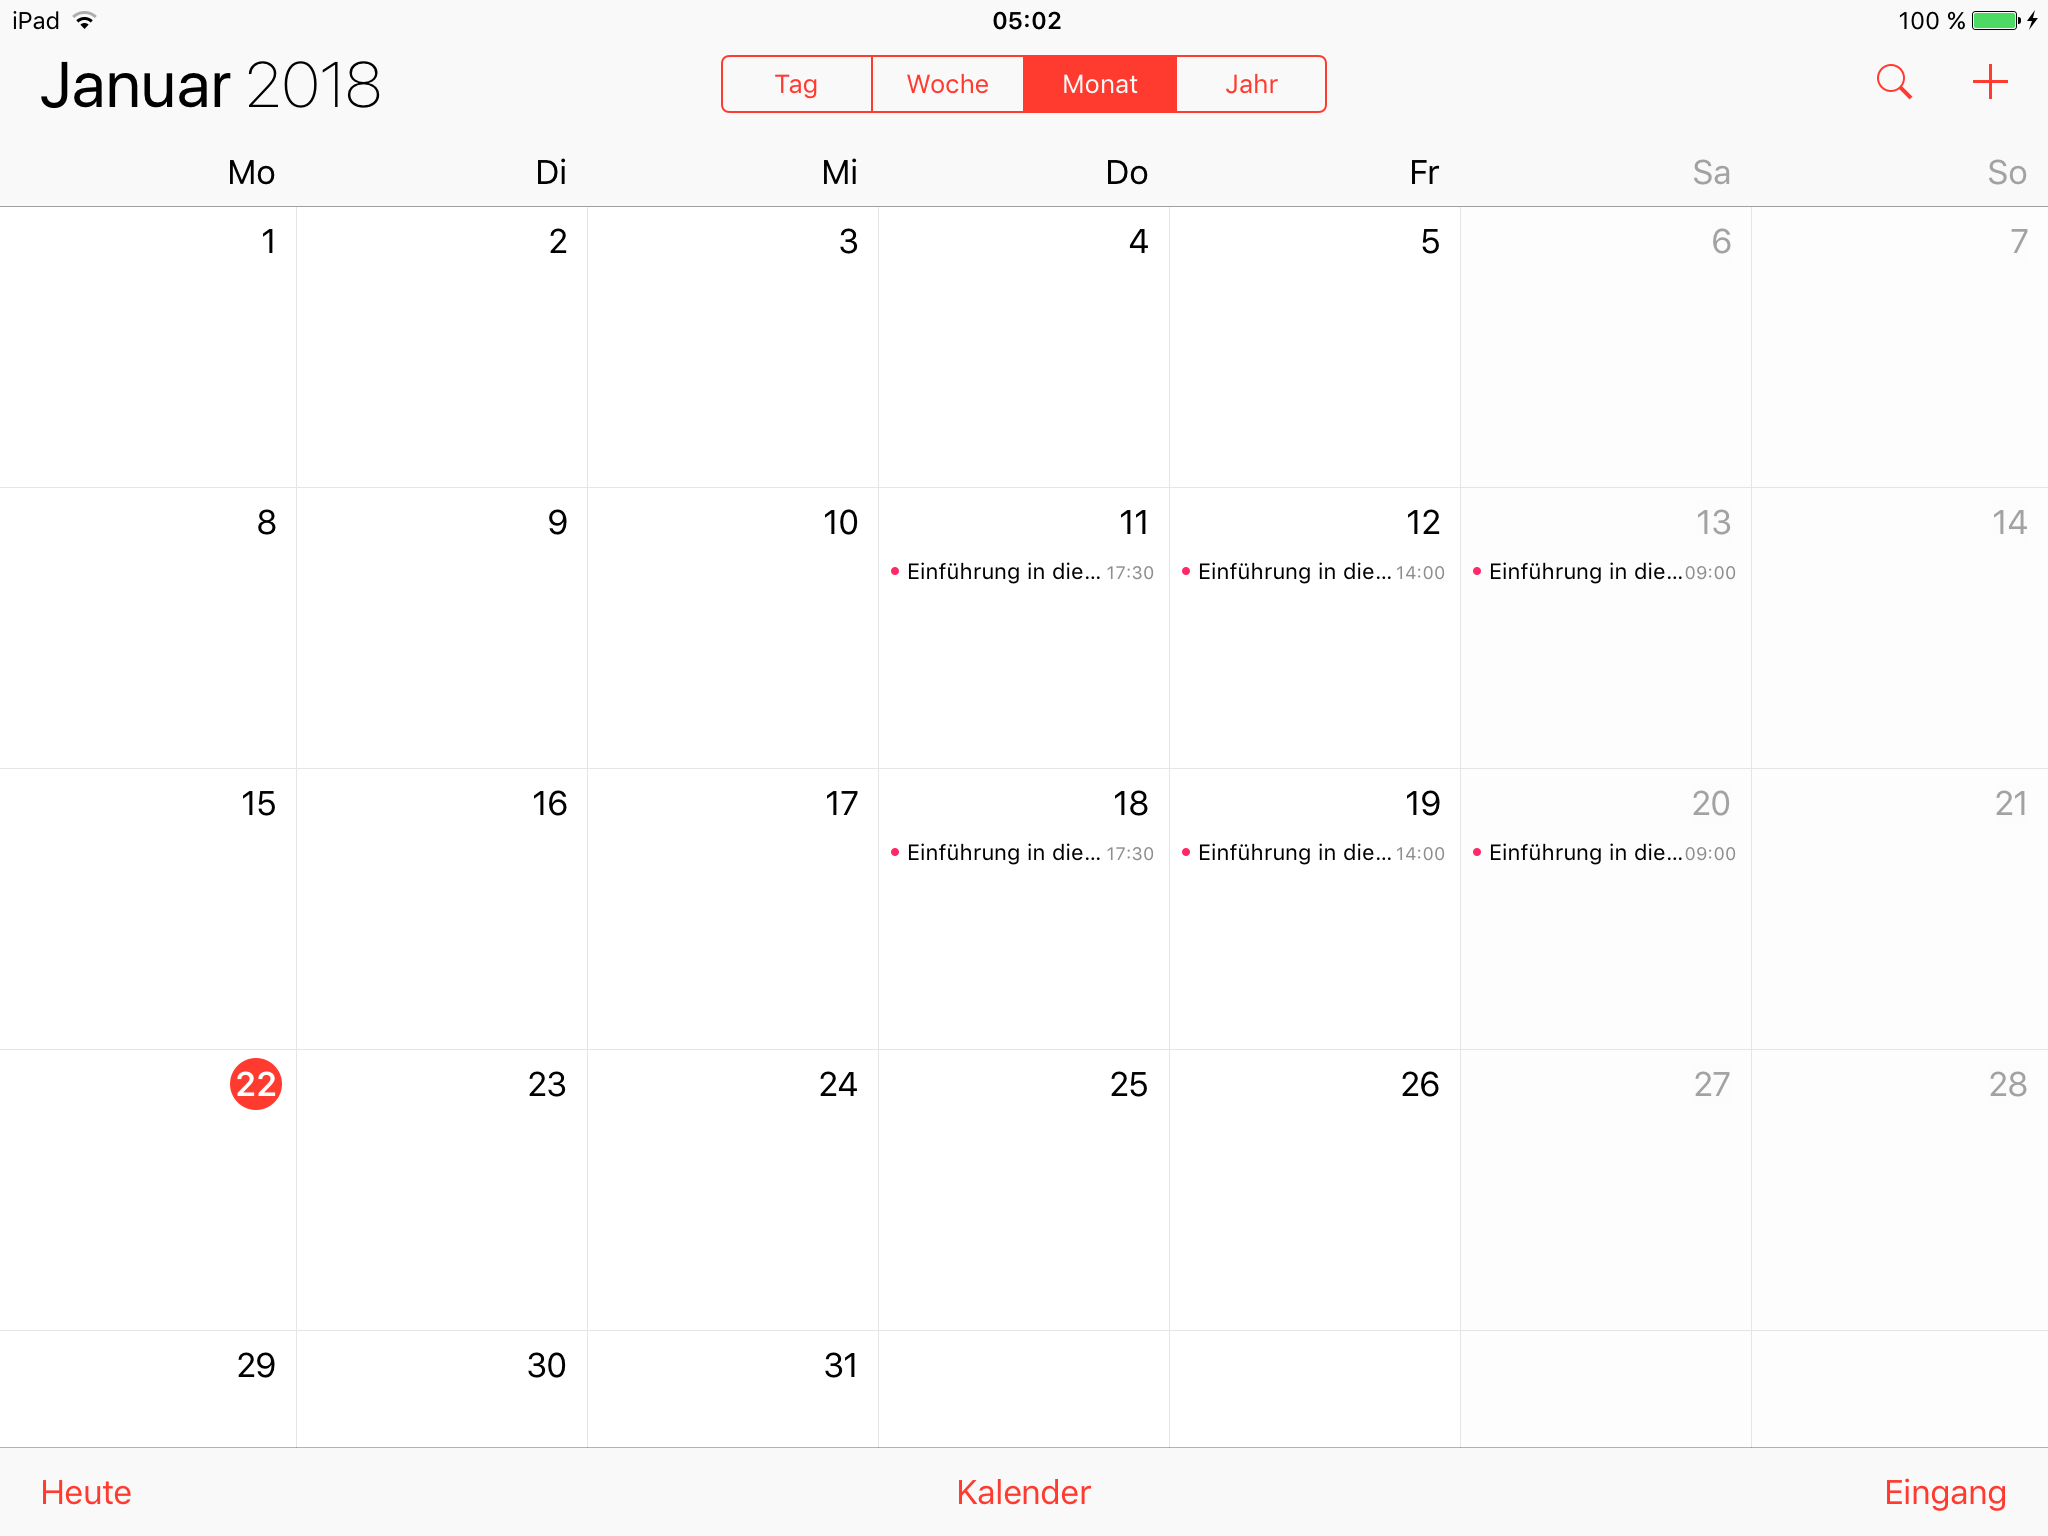 iPad 05:02 100 %
Januar 2018 Tag Woche Monat Jahr
Mo Di Mi Do Fr Sa So
1 2 3 4 5 6 7
8 9 10 11 12 13 14
Einführung in die... 17:30 Einführung in die... 14:00 Einführung in die... 09:00
15 16 17 18 19 20 21
Einführung in die... 17:30 Einführung in die... 14:00 Einführung in die... 09:00
22 23 24 25 26 27 28
29 30 31
Heute Kalender Eingang